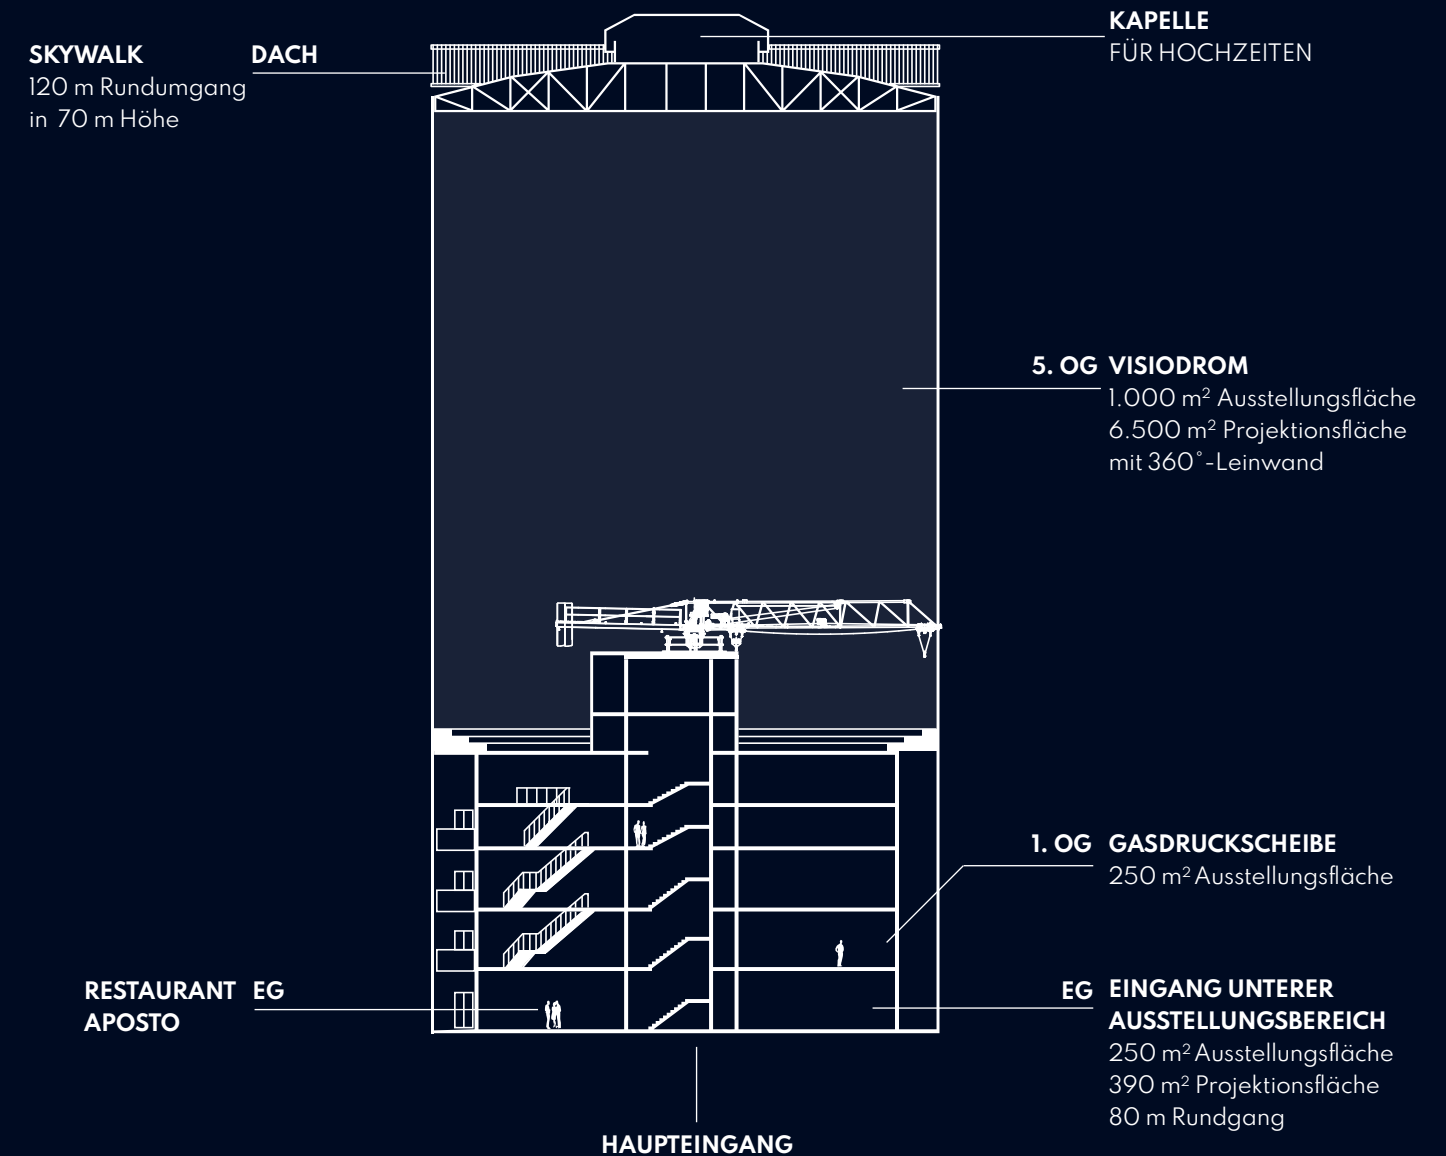 SKYWALK DACH
120 m Rundumgang
in 70 m Höhe
KAPELLE
FÜR HOCHZEITEN
5. OG VISIODROM
1.000 m² Ausstellungsfläche
6.500 m² Projektionsfläche
mit 360°-Leinwand
1. OG GASDRUCKSCHEIBE
250 m² Ausstellungsfläche
RESTAURANT EG
APOSTO
EG EINGANG UNTERER
AUSSTELLUNGSBEREICH
250 m² Ausstellungsfläche
390 m² Projektionsfläche
80 m Rundgang
HAUPTEINGANG